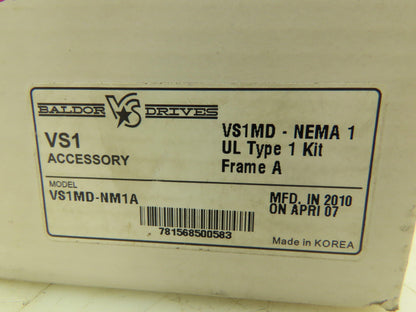 BALDOR VS DRIVES
VS1
ACCESSORY
VS1MD - NEMA 1
UL Type 1 Kit
Frame A
MODEL
VS1MD-NM1A
MFD. IN 2010
ON APRI 07
781568500583
Made in KOREA